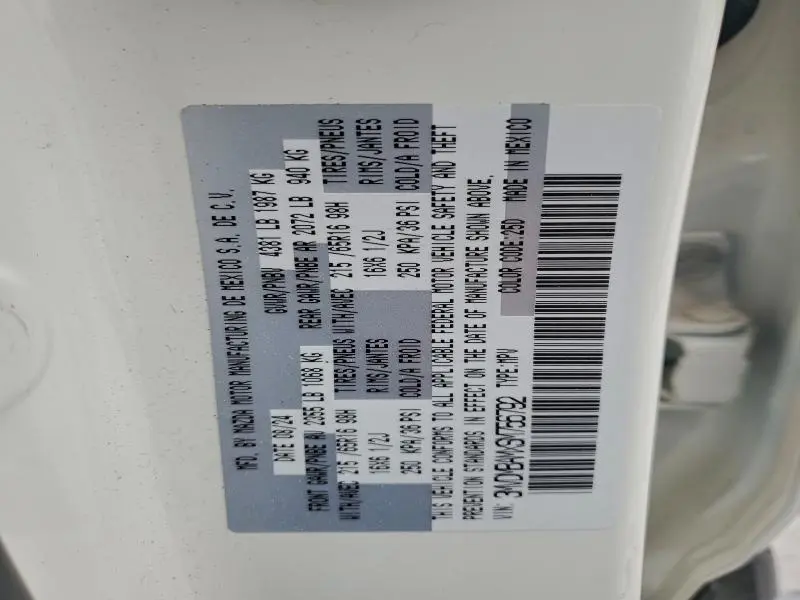 MFD. BY MAZDA MOTOR MANUFACTURING DE MEXICO S.A. DE C.V.
DATE 08/24 GVWR/PNBV 4381 LB 1987 KG
FRONT GAWR/PNBE AV 2355 LB 1068 KG REAR GAWR/PNBE AR 2072 LB 940 KG
WITH/AVEC 215 /65R16 98H TIRES/PNEUS WITH/AVEC 215 /65R16 98H TIRES/PNEUS
16X6 1/2J RIMS/JANTES 16X6 1/2J RIMS/JANTES
250 KPA/36 PSI COLD/A FROID 250 KPA/36 PSI COLD/A FROID
THIS VEHICLE CONFORMS TO ALL APPLICABLE FEDERAL MOTOR VEHICLE SAFETY AND THEFT
PREVENTION STANDARDS IN EFFECT ON THE DATE OF MANUFACTURE SHOWN ABOVE.
VIN: TYPE:MPV COLOR CODE:25D MADE IN MEXICO